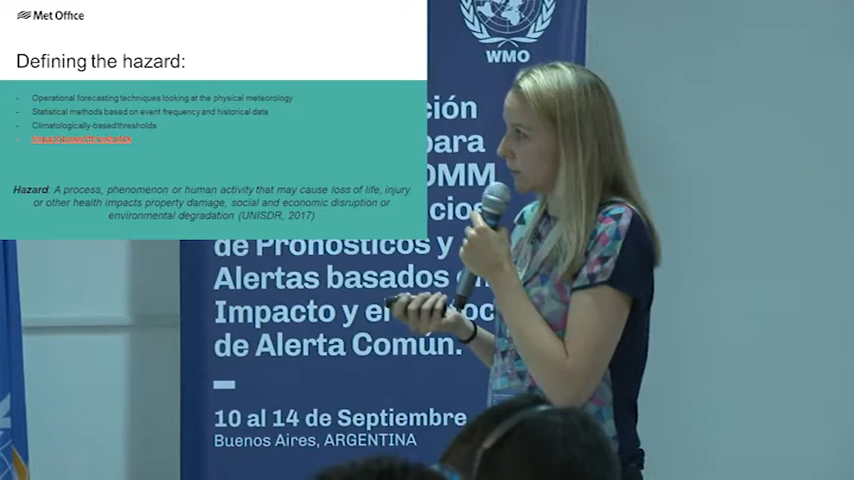 Met Office
Defining the hazard:
- Operational forecasting techniques looking at the physical meteorology
- Statistical methods based on event frequency and historical data
- Climatologically-based thresholds
Hazard: A process, phenomenon or human activity that may cause loss of life, injury
or other health impacts property damage, social and economic disruption or
environmental degradation (UNISDR, 2017)
WMO
ción
para
OMM
cios
de Pronósticos y
Alertas basados
Impacto y el
oc
de Alerta Común.
10 al 14 de Septiembre
Buenos Aires, ARGENTINA